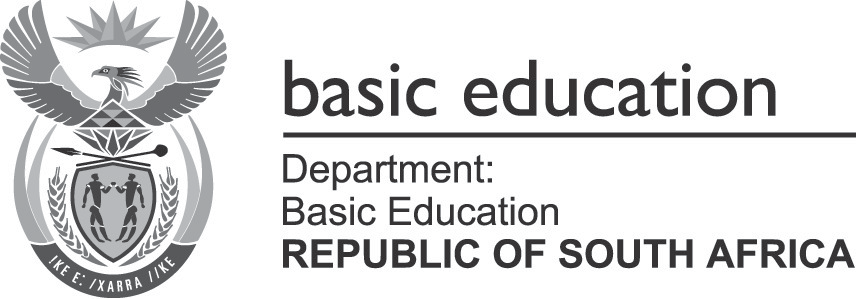 basic education
Department:
Basic Education
REPUBLIC OF SOUTH AFRICA
!KE E: /XARRA //KE